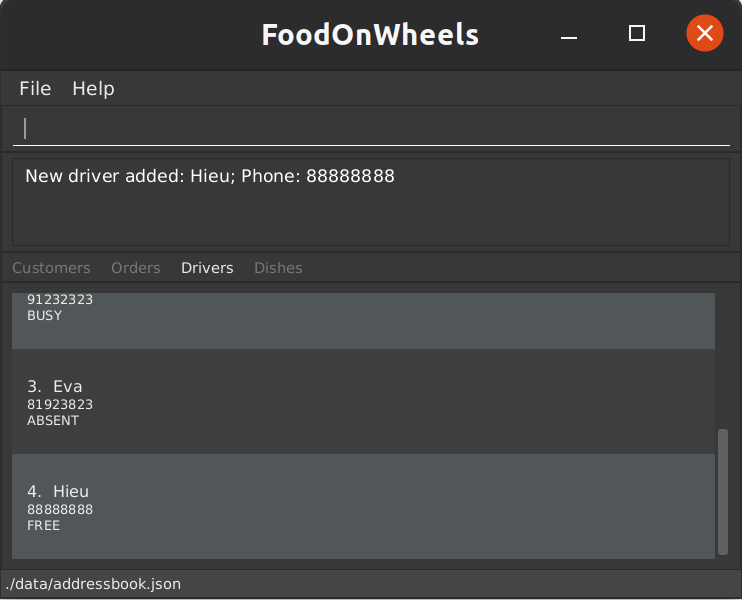 FoodOnWheels
File Help
New driver added: Hieu; Phone: 88888888
Customers Orders Drivers Dishes
91232323
BUSY
3. Eva
81923823
ABSENT
4. Hieu
88888888
FREE
./data/addressbook.json